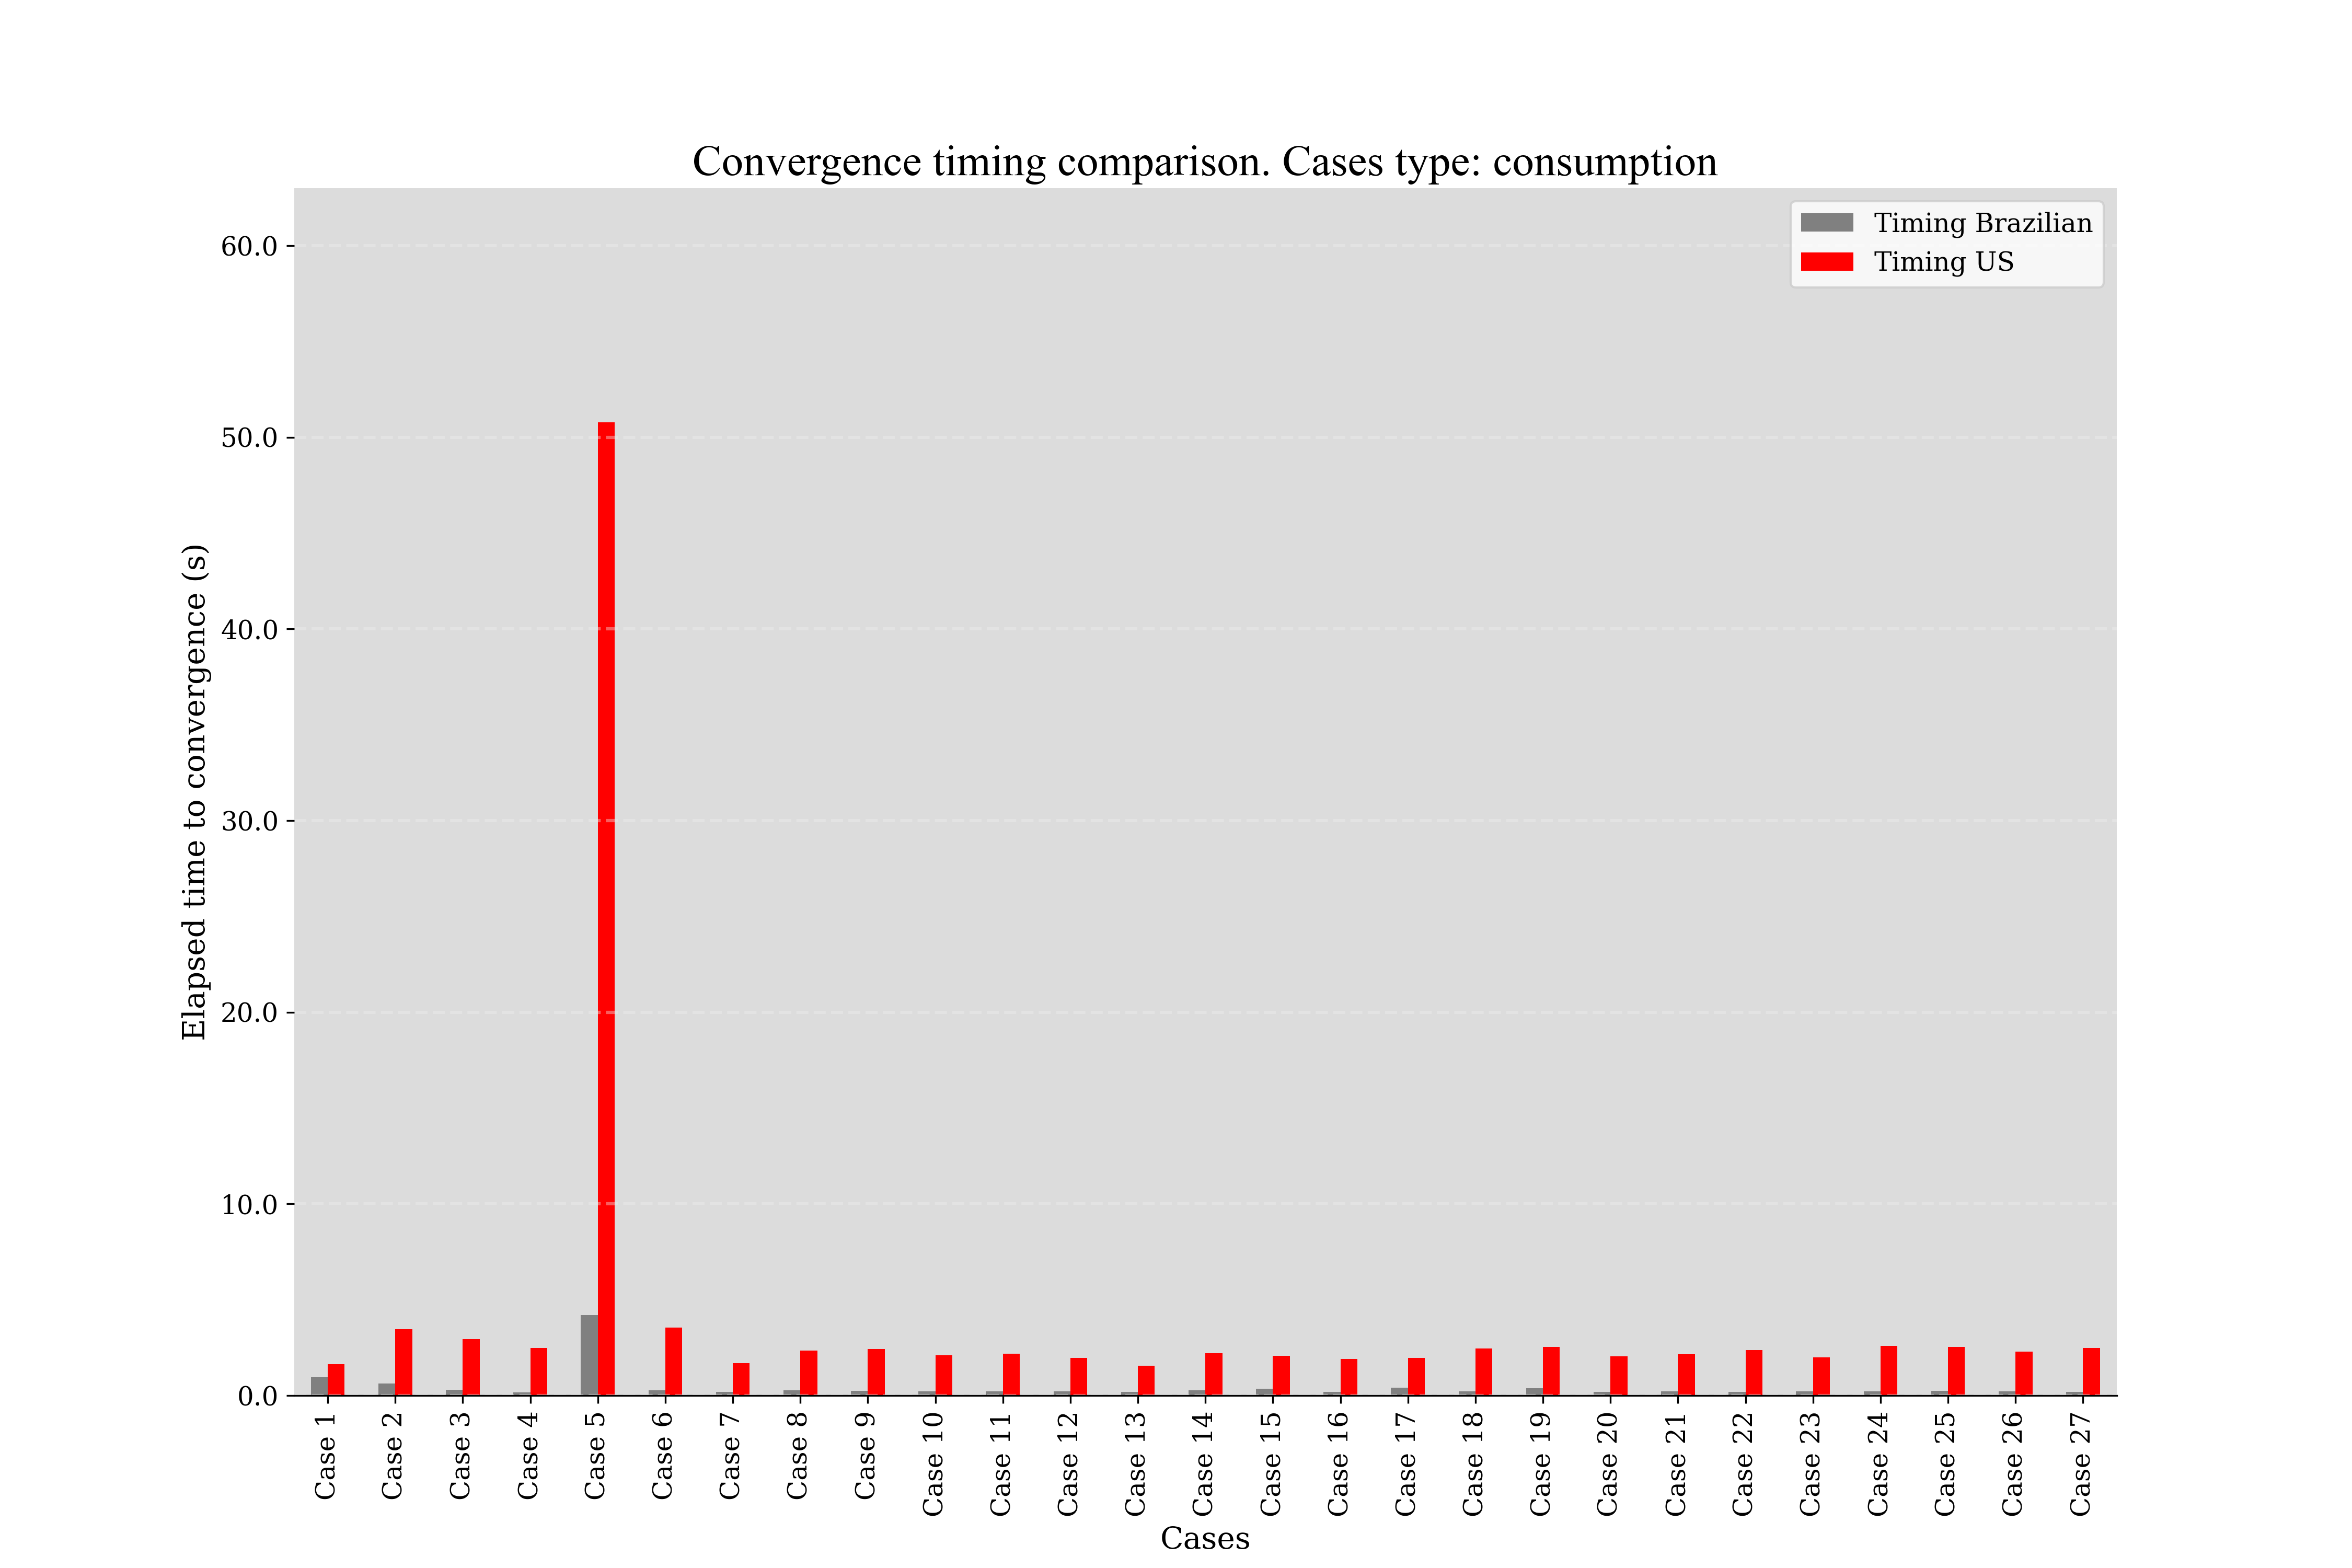 Convergence timing comparison. Cases type: consumption
Timing Brazilian
Timing US
Elapsed time to convergence (s)
60.0
50.0
40.0
30.0
20.0
10.0
0.0
Case 1
Case 2
Case 3
Case 4
Case 5
Case 6
Case 7
Case 8
Case 9
Case 10
Case 11
Case 12
Case 13
Case 14
Case 15
Case 16
Case 17
Case 18
Case 19
Case 20
Case 21
Case 22
Case 23
Case 24
Case 25
Case 26
Case 27
Cases